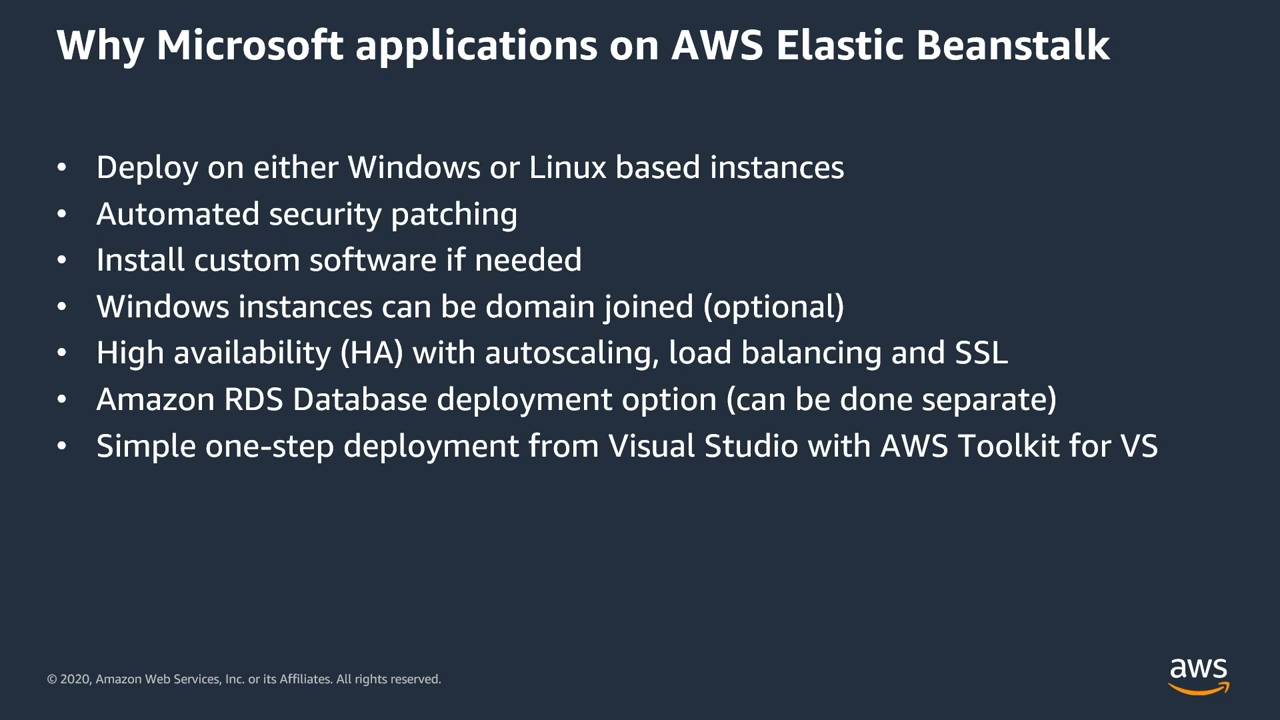 Why Microsoft applications on AWS Elastic Beanstalk
• Deploy on either Windows or Linux based instances
• Automated security patching
• Install custom software if needed
• Windows instances can be domain joined (optional)
• High availability (HA) with autoscaling, load balancing and SSL
• Amazon RDS Database deployment option (can be done separate)
• Simple one-step deployment from Visual Studio with AWS Toolkit for VS
© 2020, Amazon Web Services, Inc. or its Affiliates. All rights reserved.
aws